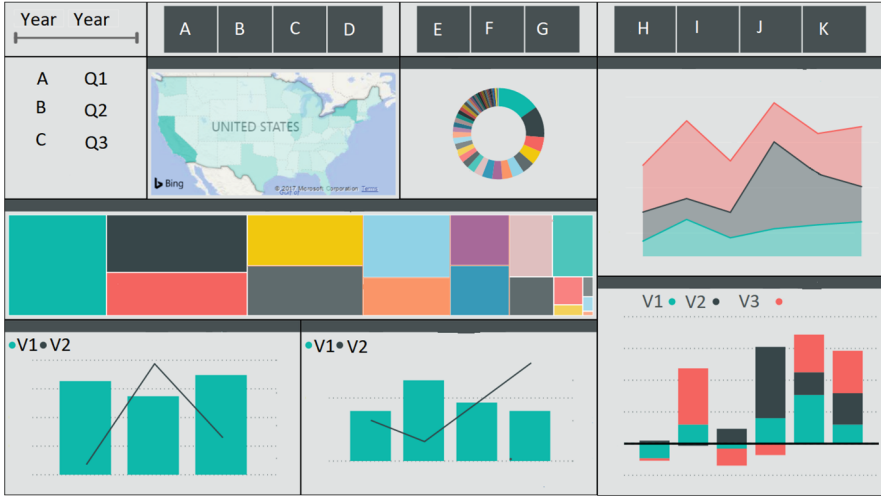 Year Year
A B C D
E F G
H I J K
A Q1
B Q2
C Q3
UNITED STATES
Bing
© 2017 Microsoft Corporation Terms
V1 V2
V1 V2
V1 V2 V3